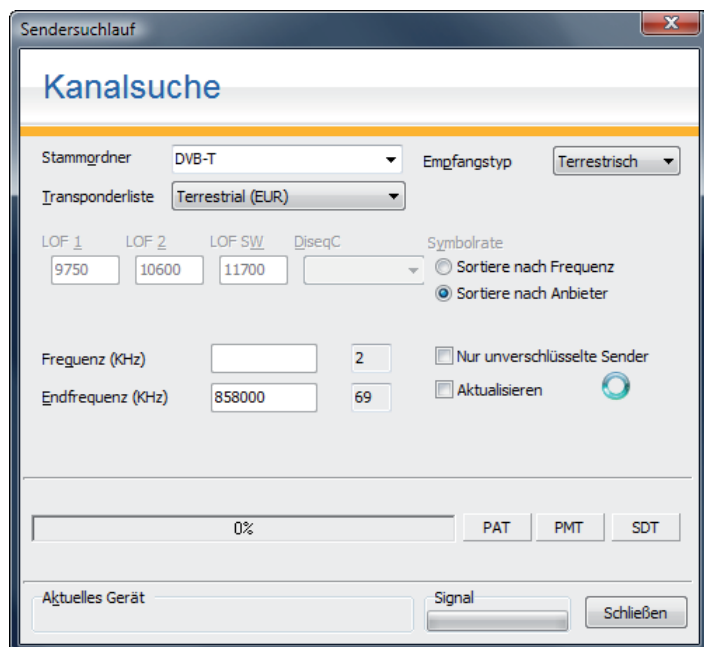 Sendersuchlauf
Kanalsuche
Stammordner DVB-T Empfangstyp Terrestrisch
Transponderliste Terrestrial (EUR)
LOF 1 LOF 2 LOF SW DiseqC Symbolrate
9750 10600 11700 Sortiere nach Frequenz
Sortiere nach Anbieter
Frequenz (KHz) 2 Nur unverschlüsselte Sender
Endfrequenz (KHz) 858000 69 Aktualisieren
0% PAT PMT SDT
Aktuelles Gerät Signal
Schließen